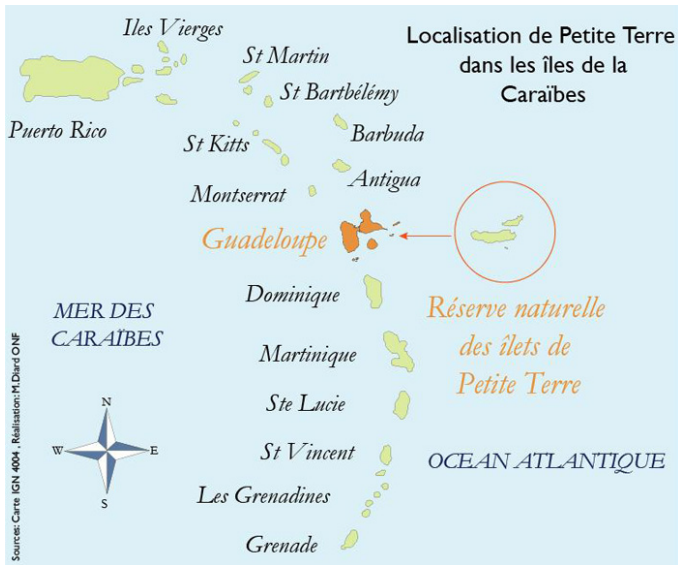 Localisation de Petite Terre
dans les îles de la
Caraïbes
Iles Vierges
St Martin
St Bartbélémy
Puerto Rico
St Kitts
Barbuda
Antigua
Montserrat
Guadeloupe
Dominique
MER DES
CARAÏBES
Réserve naturelle
des îlets de
Petite Terre
Martinique
Ste Lucie
St Vincent
OCEAN ATLANTIQUE
Les Grenadines
Grenade
N
W
E
S
Sources: Carte IGN 4004 , Réalisation: M.Diard ONF